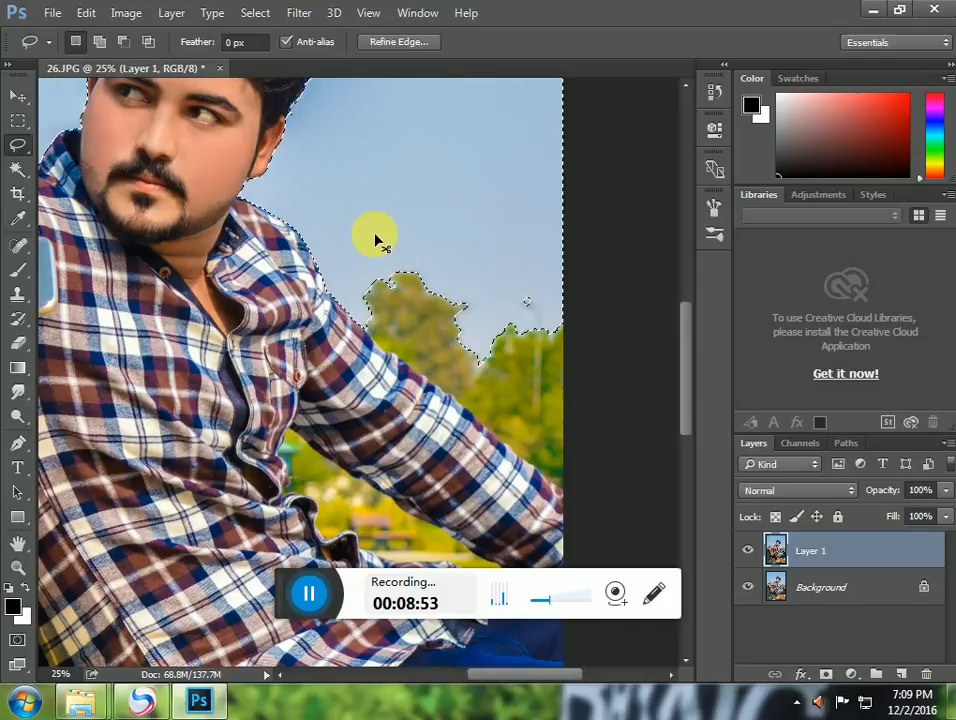 Ps File Edit Image Layer Type Select Filter 3D View Window Help
Feather: 0 px Anti-alias Refine Edge... Essentials
26.JPG @ 25% (Layer 1, RGB/8) * ×
Color Swatches
Libraries Adjustments Styles
To use Creative Cloud Libraries,
please install the Creative Cloud
Application
Get it now!
Layers Channels Paths
Kind
Normal Opacity: 100%
Lock: Fill: 100%
Layer 1
Background
Recording...
00:08:53
25% Doc: 68.8M/137.7M
Ps 7:09 PM
12/2/2016